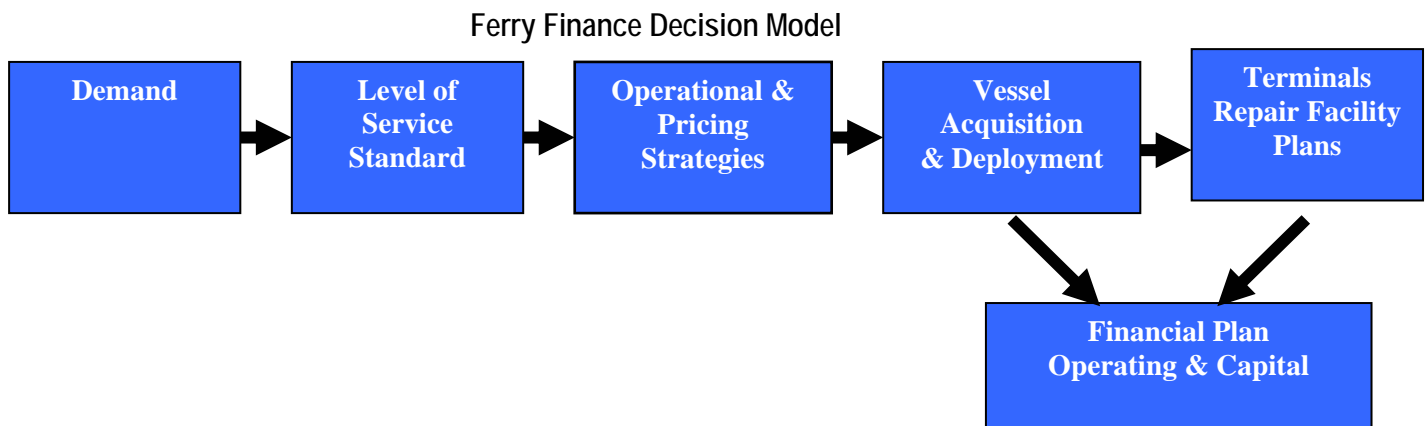 Ferry Finance Decision Model
Demand
Level of
Service
Standard
Operational &
Pricing
Strategies
Vessel
Acquisition
& Deployment
Terminals
Repair Facility
Plans
Financial Plan
Operating & Capital